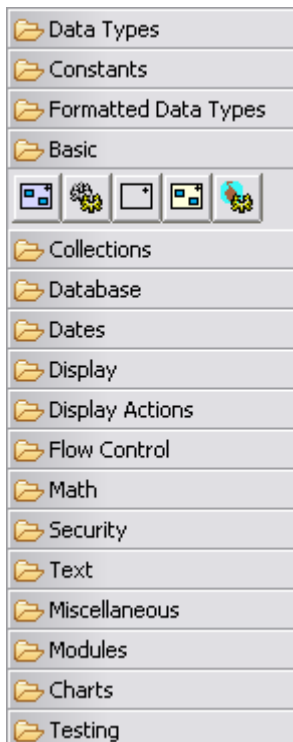 Data Types
Constants
Formatted Data Types
Basic
Collections
Database
Dates
Display
Display Actions
Flow Control
Math
Security
Text
Miscellaneous
Modules
Charts
Testing